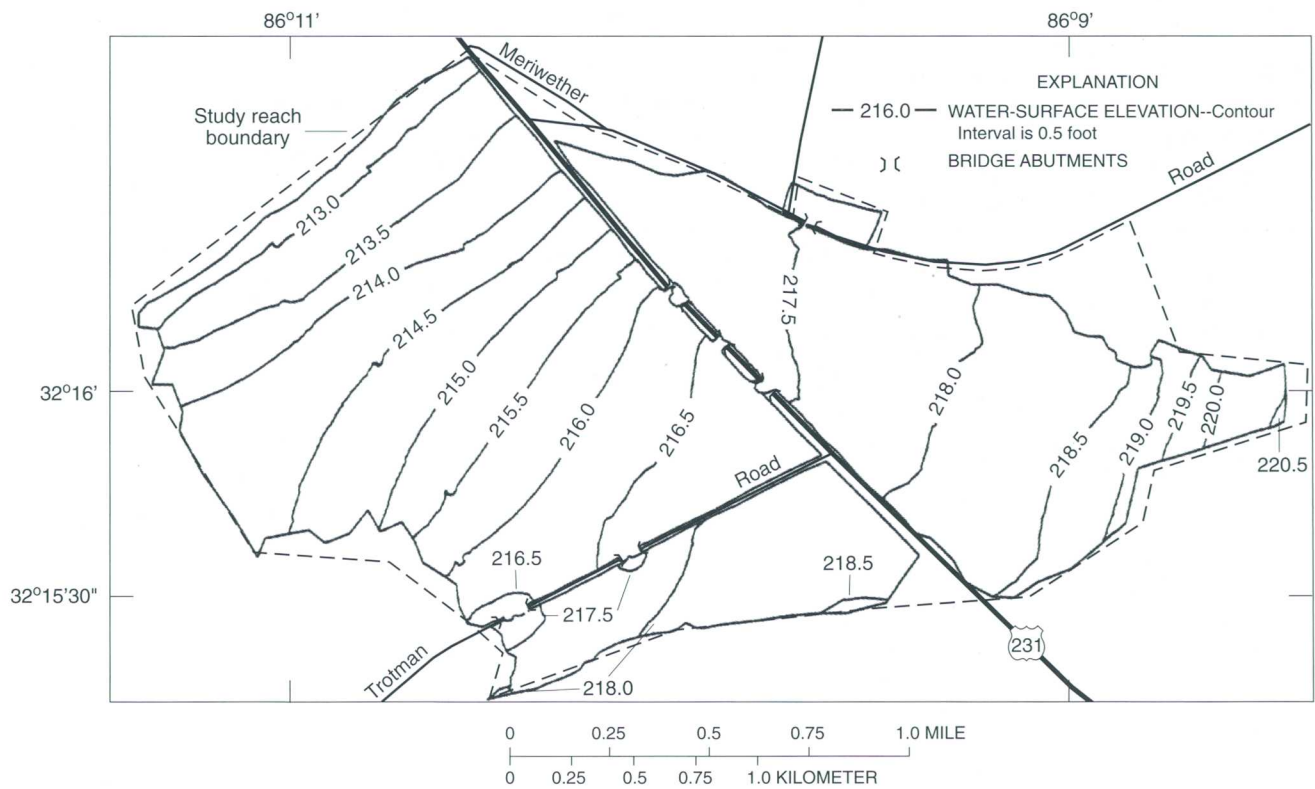 86°11'
86°9'
Meriwether
EXPLANATION
216.0 WATER-SURFACE ELEVATION--Contour
Interval is 0.5 foot
BRIDGE ABUTMENTS
Study reach
boundary
Road
213.0
213.5
214.0
214.5
215.0
215.5
216.0
216.5
217.5
218.0
218.5
219.0
219.5
220.0
220.5
32°16'
Road
216.5
217.5
218.5
218.0
32°15'30"
Trotman
231
0 0.25 0.5 0.75 1.0 MILE
0 0.25 0.5 0.75 1.0 KILOMETER